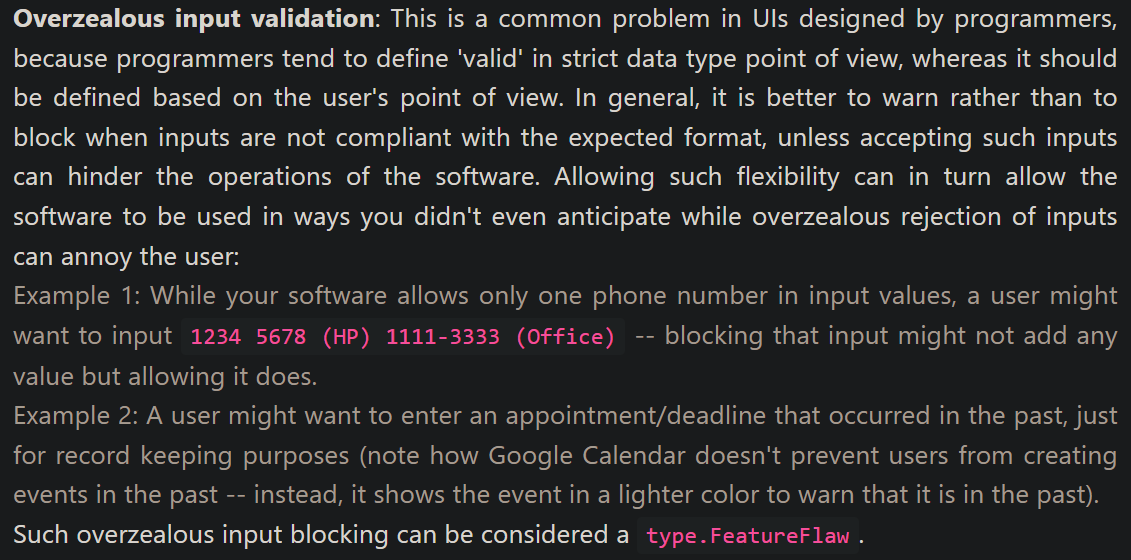 Overzealous input validation: This is a common problem in UIs designed by programmers,
because programmers tend to define 'valid' in strict data type point of view, whereas it should
be defined based on the user's point of view. In general, it is better to warn rather than to
block when inputs are not compliant with the expected format, unless accepting such inputs
can hinder the operations of the software. Allowing such flexibility can in turn allow the
software to be used in ways you didn't even anticipate while overzealous rejection of inputs
can annoy the user:
Example 1: While your software allows only one phone number in input values, a user might
want to input 1234 5678 (HP) 1111-3333 (Office) -- blocking that input might not add any
value but allowing it does.
Example 2: A user might want to enter an appointment/deadline that occurred in the past, just
for record keeping purposes (note how Google Calendar doesn't prevent users from creating
events in the past -- instead, it shows the event in a lighter color to warn that it is in the past).
Such overzealous input blocking can be considered a type.FeatureFlaw.